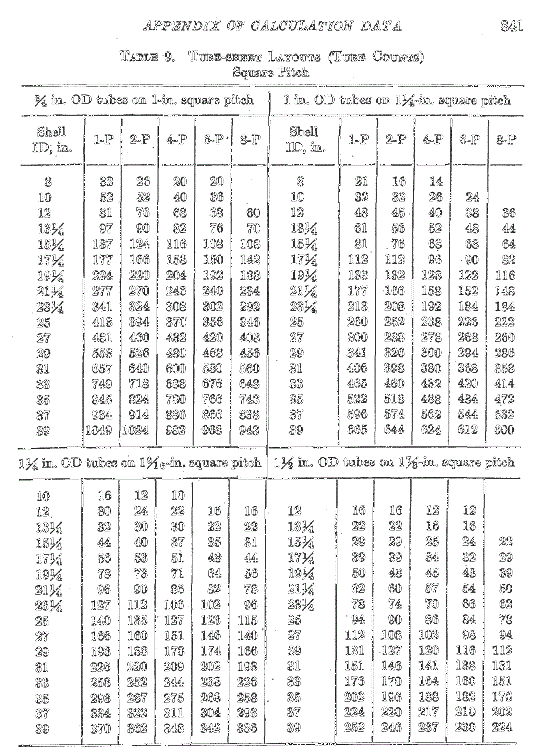 APPENDIX OF CALCULATION DATA 841
TABLE 9. TUBE-SHEET LAYOUTS (TUBE COUNTS)
Square Pitch
¾ in. OD tubes on 1-in. square pitch 1 in. OD tubes on 1¼-in. square pitch
Shell Shell
ID, in. 1-P 2-P 4-P 6-P 8-P ID, in. 1-P 2-P 4-P 6-P 8-P
8 32 26 20 20 8 21 16 14
10 52 52 40 36 10 32 32 26 24
12 81 76 68 68 60 12 48 45 40 38 36
13¼ 97 90 82 76 70 13¼ 61 56 52 48 44
15¼ 137 124 116 108 108 15¼ 81 76 68 68 64
17¼ 177 166 158 150 142 17¼ 112 112 96 90 82
19¼ 224 220 204 192 188 19¼ 138 132 128 122 116
21¼ 277 270 246 240 234 21¼ 177 166 158 152 148
23¼ 341 324 308 302 292 23¼ 213 208 192 184 184
25 413 394 370 356 346 25 260 252 238 226 222
27 481 460 432 420 408 27 300 288 278 268 260
29 553 526 480 468 456 29 341 326 300 294 286
31 657 640 600 580 560 31 406 398 380 368 358
33 749 718 688 676 648 33 465 460 432 420 414
35 845 824 780 766 748 35 522 518 488 484 472
37 934 914 886 866 838 37 596 574 562 544 532
39 1049 1024 982 968 948 39 665 644 624 612 600
1¼ in. OD tubes on 1⁹⁄₁₆-in. square pitch 1½ in. OD tubes on 1⅞-in. square pitch
10 16 12 10
12 30 24 22 16 16 12 16 16 12 12
13¼ 32 30 30 22 22 13¼ 22 22 16 16
15¼ 44 40 37 35 31 15¼ 29 29 25 24 22
17¼ 56 53 51 48 44 17¼ 39 39 34 32 29
19¼ 78 73 71 64 56 19¼ 50 48 45 43 39
21¼ 96 90 86 82 78 21¼ 62 60 57 54 50
23¼ 127 112 106 102 96 23¼ 78 74 70 66 62
25 140 135 127 123 115 25 94 90 86 84 78
27 166 160 151 146 140 27 112 108 102 98 94
29 193 188 178 174 166 29 131 127 120 116 112
31 226 220 209 202 193 31 151 146 141 138 131
33 258 252 244 238 226 33 176 170 164 160 151
35 293 287 275 268 258 35 202 196 188 182 176
37 334 322 311 304 293 37 224 220 217 210 202
39 370 362 348 342 336 39 252 246 237 230 224